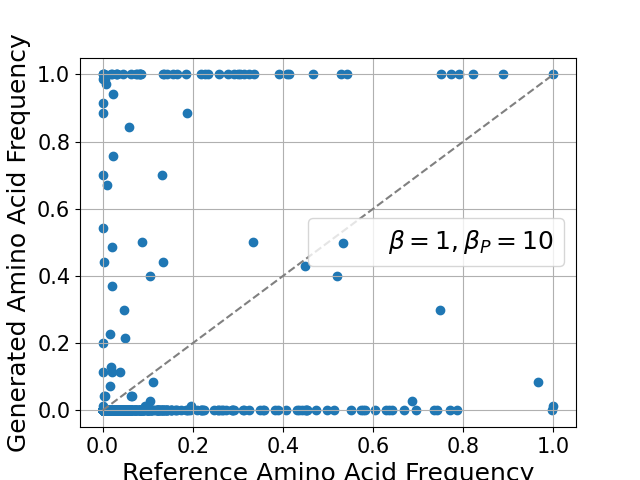 Generated Amino Acid Frequency
1.0
0.8
0.6
0.4
0.2
0.0
β = 1, β_P = 10
0.0 0.2 0.4 0.6 0.8 1.0
Reference Amino Acid Frequency